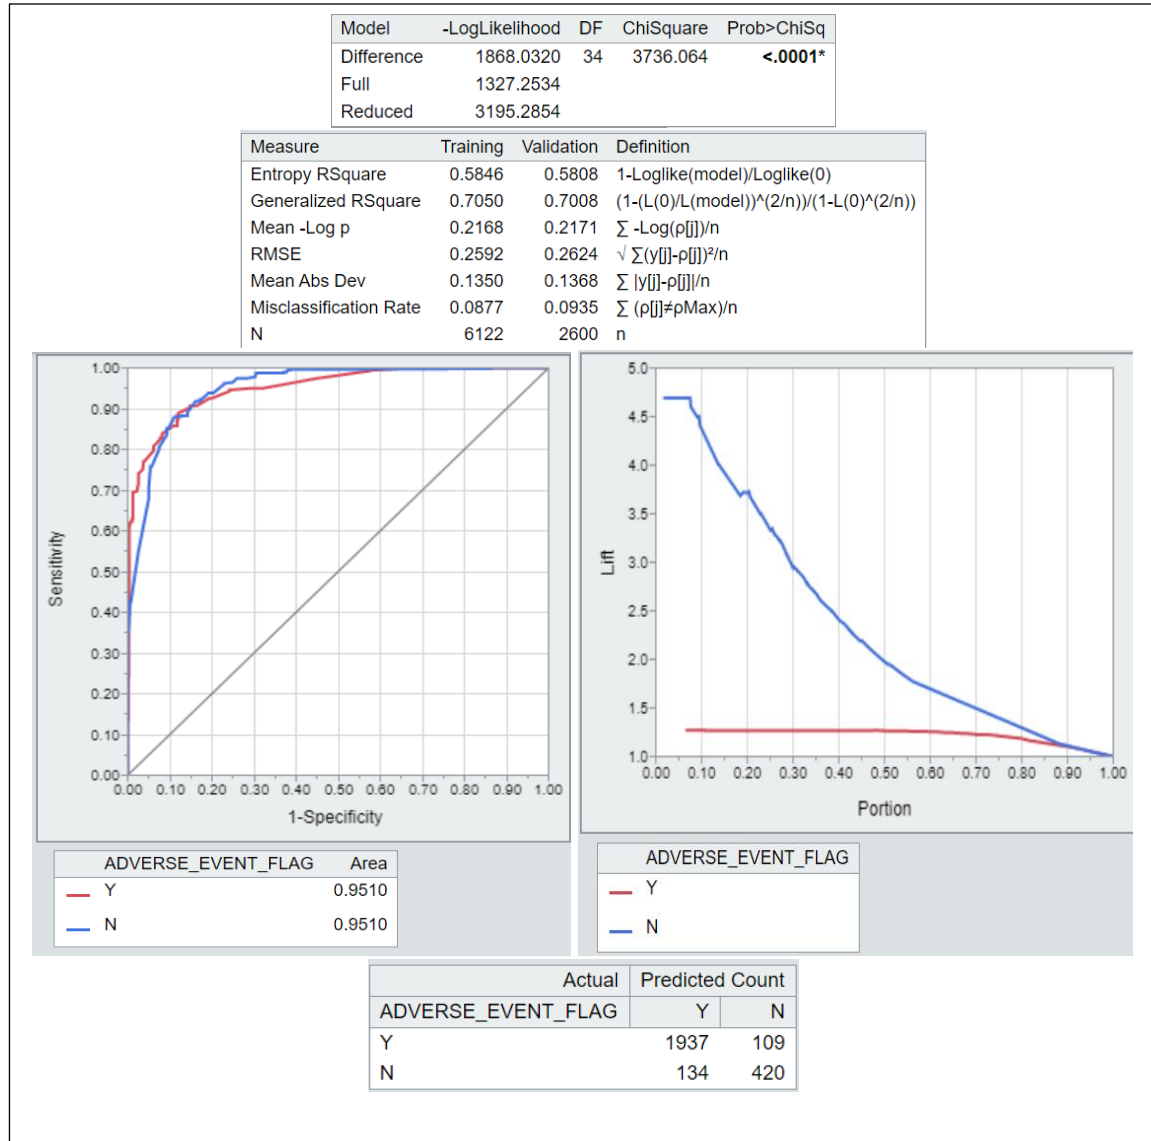 Model -LogLikelihood DF ChiSquare Prob>ChiSq
Difference 1868.0320 34 3736.064 <.0001*
Full 1327.2534
Reduced 3195.2854
Measure Training Validation Definition
Entropy RSquare 0.5846 0.5808 1-Loglike(model)/Loglike(0)
Generalized RSquare 0.7050 0.7008 (1-(L(0)/L(model))^(2/n))/(1-L(0)^(2/n))
Mean -Log p 0.2168 0.2171 ∑ -Log(ρ[j])/n
RMSE 0.2592 0.2624 √ ∑(y[j]-ρ[j])²/n
Mean Abs Dev 0.1350 0.1368 ∑ |y[j]-ρ[j]|/n
Misclassification Rate 0.0877 0.0935 ∑ (ρ[j]≠ρMax)/n
N 6122 2600 n
Sensitivity
1.00
0.90
0.80
0.70
0.60
0.50
0.40
0.30
0.20
0.10
0.00
0.00 0.10 0.20 0.30 0.40 0.50 0.60 0.70 0.80 0.90 1.00
1-Specificity
ADVERSE_EVENT_FLAG Area
Y 0.9510
N 0.9510
Lift
5.0
4.5
4.0
3.5
3.0
2.5
2.0
1.5
1.0
0.00 0.10 0.20 0.30 0.40 0.50 0.60 0.70 0.80 0.90 1.00
Portion
ADVERSE_EVENT_FLAG
Y
N
Actual Predicted Count
ADVERSE_EVENT_FLAG Y N
Y 1937 109
N 134 420